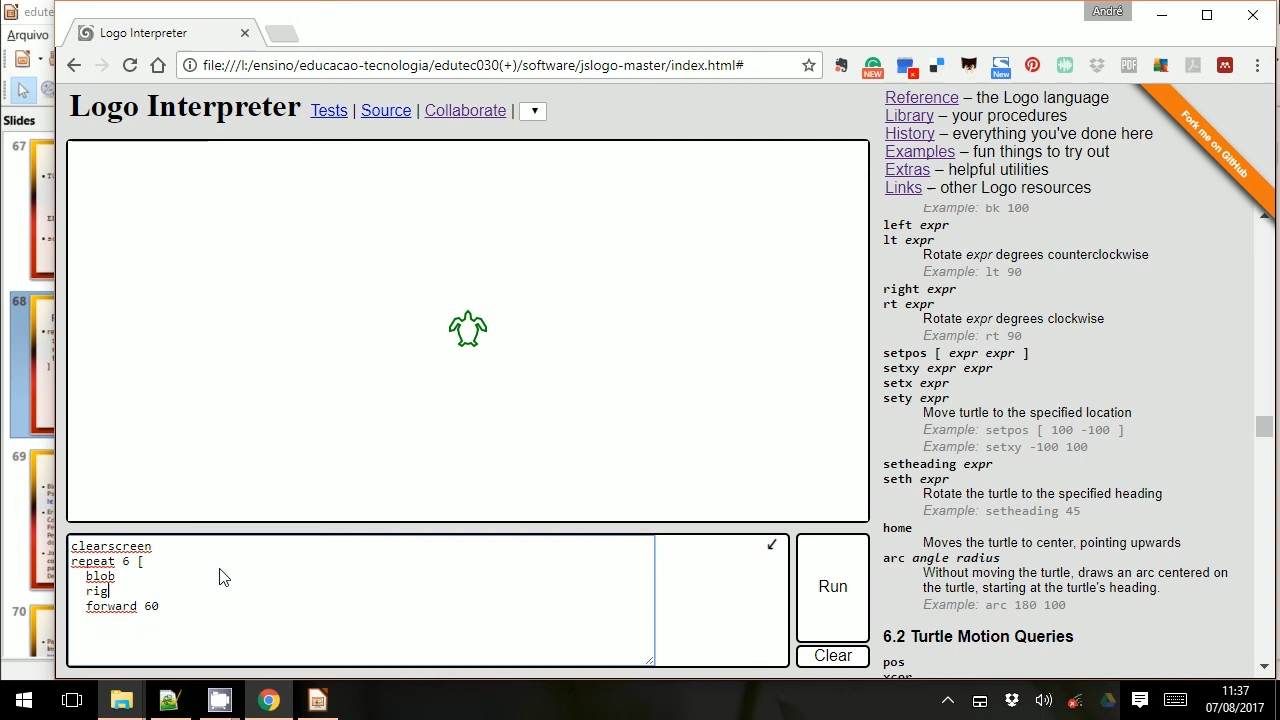 edute
André
Logo Interpreter
Arquivo
file:///I:/ensino/educacao-tecnologia/edutec030(+)/software/jslogo-master/index.html#
NEW
New
PDF
Logo Interpreter Tests | Source | Collaborate |
Reference – the Logo language
Library – your procedures
History – everything you've done here
Examples – fun things to try out
Extras – helpful utilities
Links – other Logo resources
Fork me on GitHub
Slides
67
68
69
70
Example: bk 100
left expr
lt expr
Rotate expr degrees counterclockwise
Example: lt 90
right expr
rt expr
Rotate expr degrees clockwise
Example: rt 90
setpos [ expr expr ]
setxy expr expr
setx expr
sety expr
Move turtle to the specified location
Example: setpos [ 100 -100 ]
Example: setxy -100 100
setheading expr
seth expr
Rotate the turtle to the specified heading
Example: setheading 45
home
Moves the turtle to center, pointing upwards
arc angle radius
Without moving the turtle, draws an arc centered on
the turtle, starting at the turtle's heading.
Example: arc 180 100
6.2 Turtle Motion Queries
pos
xcor
clearscreen
repeat 6 [
blob
rig
forward 60
Run
Clear
11:37
07/08/2017